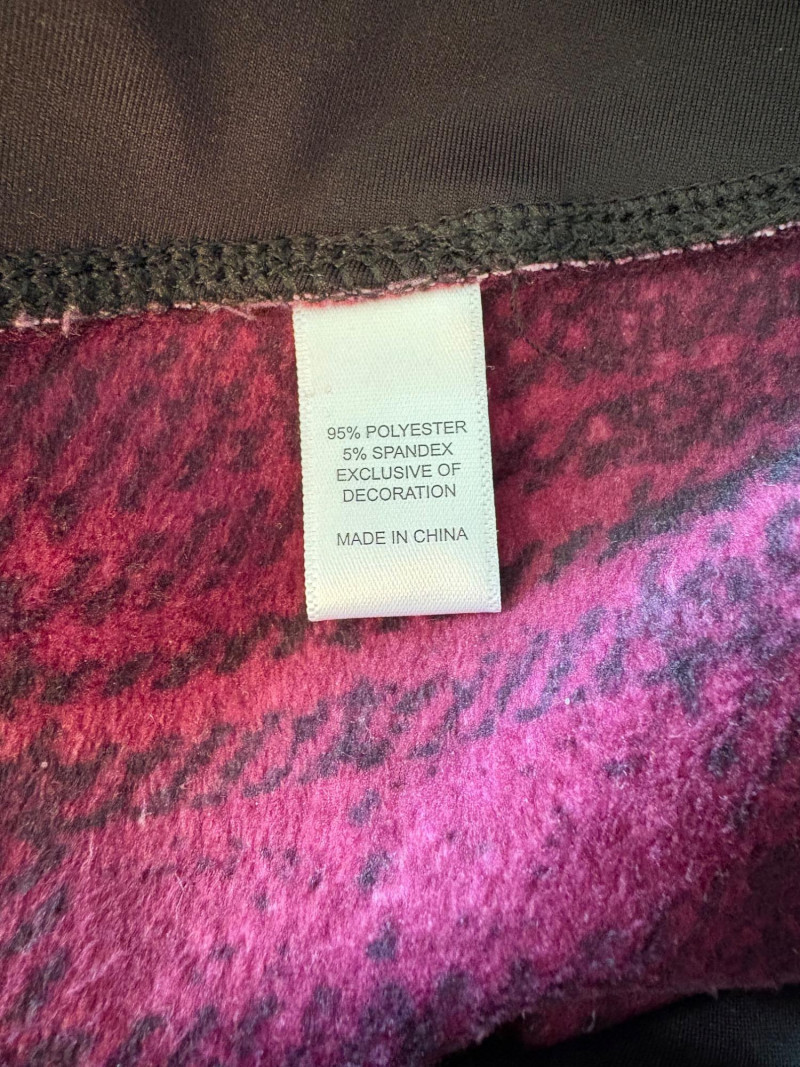 95% POLYESTER
5% SPANDEX
EXCLUSIVE OF
DECORATION
MADE IN CHINA